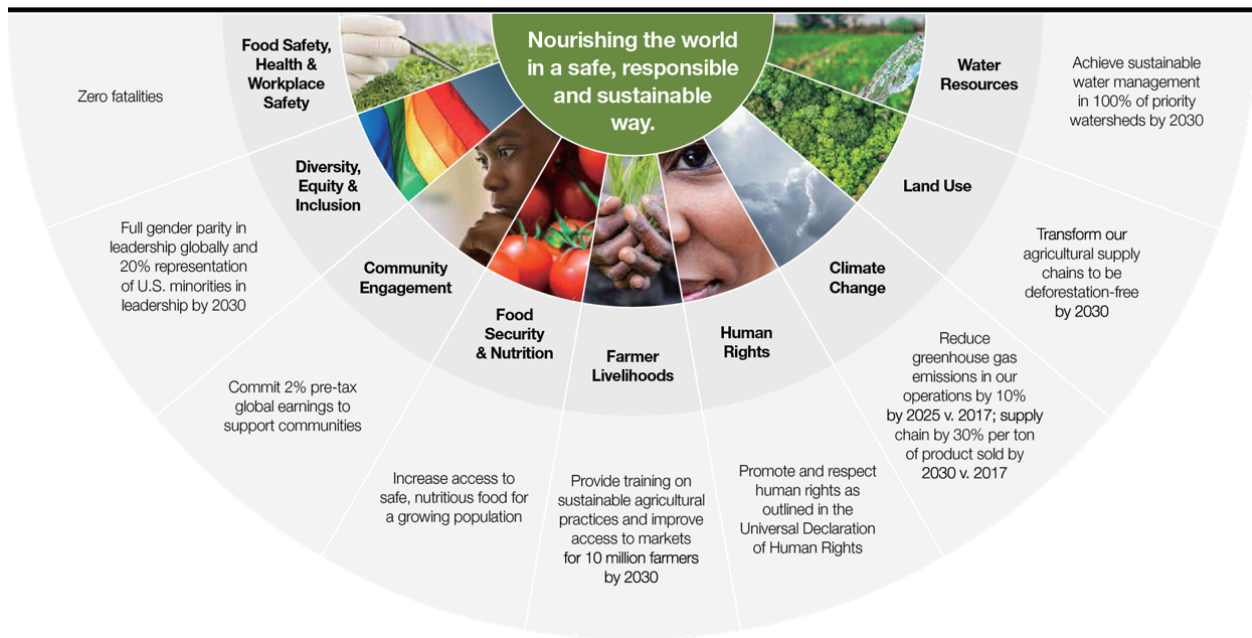 Nourishing the world
in a safe, responsible
and sustainable
way.
Food Safety,
Health &
Workplace
Safety
Zero fatalities
Diversity,
Equity &
Inclusion
Full gender parity in
leadership globally and
20% representation
of U.S. minorities in
leadership by 2030
Community
Engagement
Commit 2% pre-tax
global earnings to
support communities
Food
Security
& Nutrition
Increase access to
safe, nutritious food for
a growing population
Farmer
Livelihoods
Provide training on
sustainable agricultural
practices and improve
access to markets
for 10 million farmers
by 2030
Human
Rights
Promote and respect
human rights as
outlined in the
Universal Declaration
of Human Rights
Climate
Change
Reduce
greenhouse gas
emissions in our
operations by 10%
by 2025 v. 2017; supply
chain by 30% per ton
of product sold by
2030 v. 2017
Land Use
Transform our
agricultural supply
chains to be
deforestation-free
by 2030
Water
Resources
Achieve sustainable
water management
in 100% of priority
watersheds by 2030